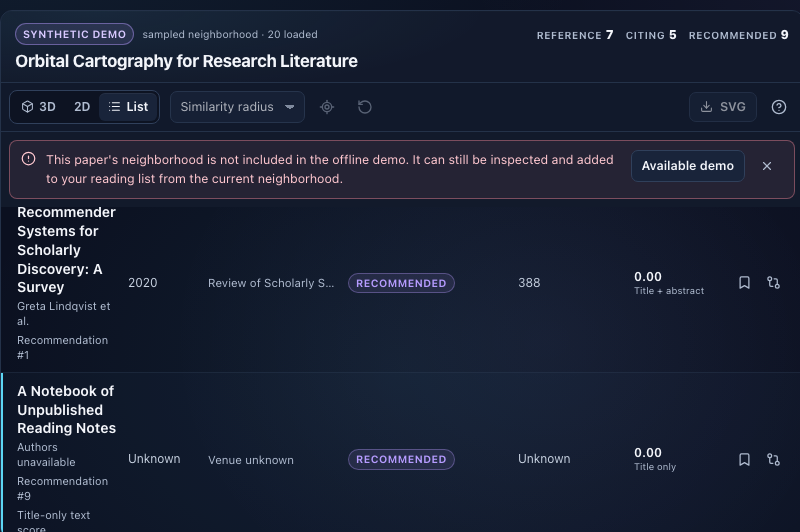 SYNTHETIC DEMO sampled neighborhood · 20 loaded REFERENCE 7 CITING 5 RECOMMENDED 9
Orbital Cartography for Research Literature
3D 2D List Similarity radius SVG
This paper's neighborhood is not included in the offline demo. It can still be inspected and added
to your reading list from the current neighborhood.
Available demo
Recommender
Systems for
Scholarly
Discovery: A
Survey
Greta Lindqvist et
al.
Recommendation
#1
2020
Review of Scholarly S...
RECOMMENDED
388
0.00
Title + abstract
A Notebook of
Unpublished
Reading Notes
Authors
unavailable
Recommendation
#9
Title-only text
score
Unknown
Venue unknown
RECOMMENDED
Unknown
0.00
Title only